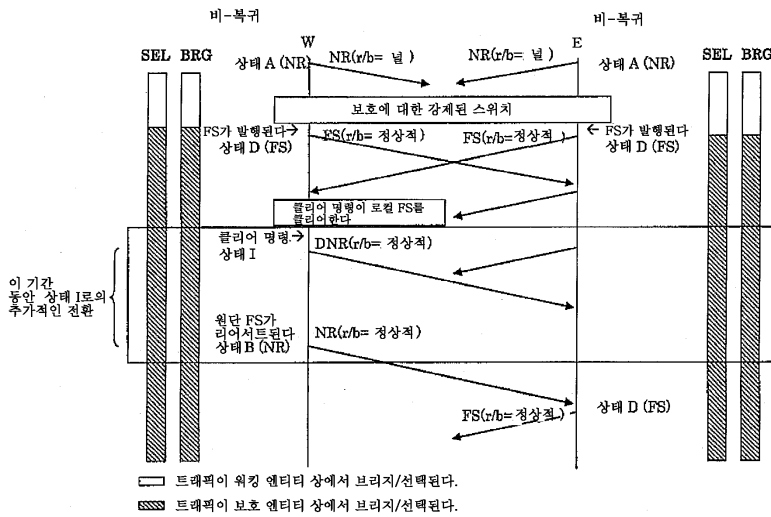 비-복귀
비-복귀
W
E
SEL BRG
상태 A (NR)
NR(r/b= 널 )
NR(r/b= 널 )
상태 A (NR)
SEL BRG
보호에 대한 강제된 스위치
FS가 발행된다
상태 D (FS)
FS(r/b=정상적)
FS(r/b=정상적)
FS가 발행된다
상태 D (FS)
클리어 명령이 로컬 FS를
클리어한다
클리어 명령.
상태 I
DNR(r/b= 정상적)
이 기간
동안 상태 I로의
추가적인 전환
원단 FS가
리어서트된다
상태 B (NR)
NR(r/b= 정상적)
FS(r/b=정상적)
상태 D (FS)
트래픽이 워킹 엔티티 상에서 브리지/선택된다.
트래픽이 보호 엔티티 상에서 브리지/선택된다.